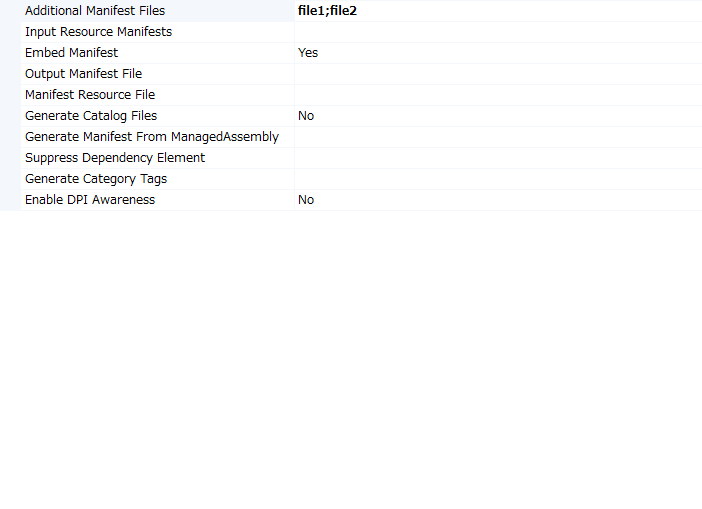 Additional Manifest Files file1;file2
Input Resource Manifests
Embed Manifest Yes
Output Manifest File
Manifest Resource File
Generate Catalog Files No
Generate Manifest From ManagedAssembly
Suppress Dependency Element
Generate Category Tags
Enable DPI Awareness No